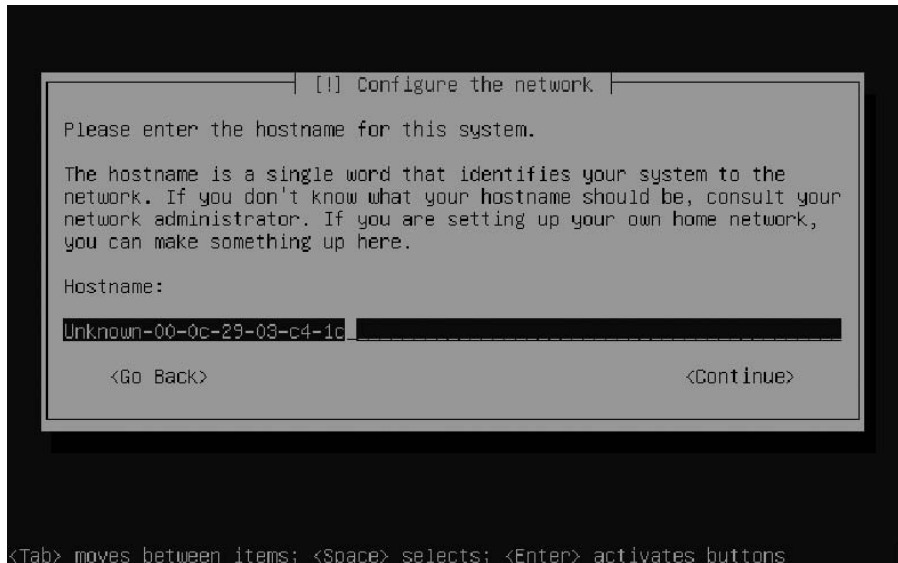 [!] Configure the network
Please enter the hostname for this system.
The hostname is a single word that identifies your system to the
network. If you don't know what your hostname should be, consult your
network administrator. If you are setting up your own home network,
you can make something up here.
Hostname:
Unknown-00-0c-29-03-c4-1c
<Go Back> <Continue>
<Tab> moves between items; <Space> selects; <Enter> activates buttons